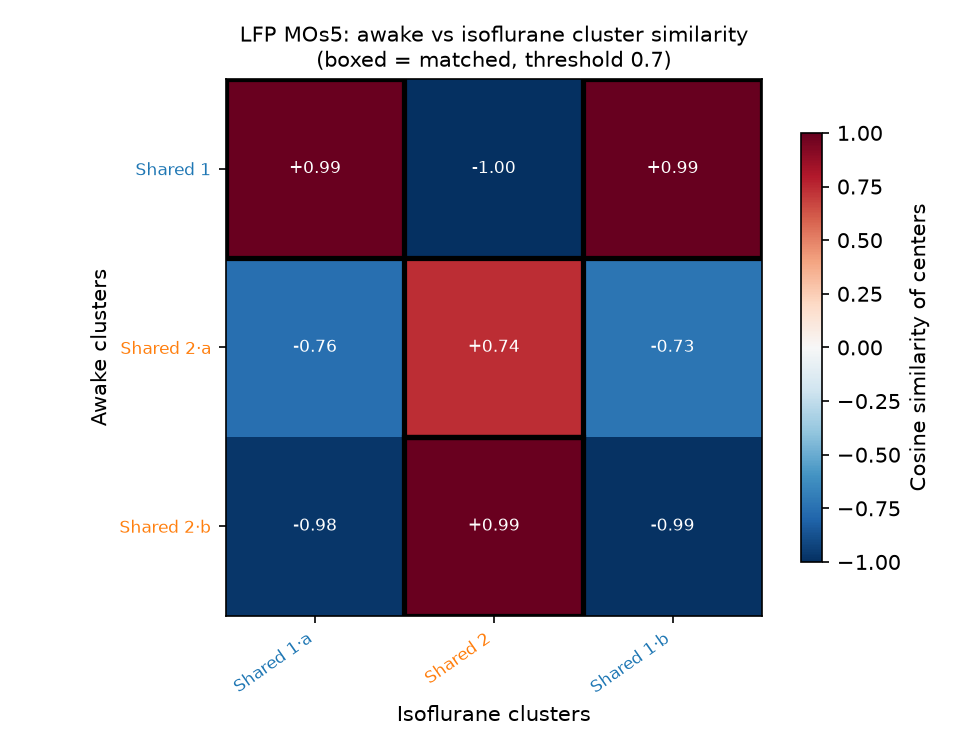 LFP MOs5: awake vs isoflurane cluster similarity
(boxed = matched, threshold 0.7)
Shared 1
Shared 2·a
Shared 2·b
Awake clusters
+0.99 -1.00 +0.99
-0.76 +0.74 -0.73
-0.98 +0.99 -0.99
Shared 1·a
Shared 2
Shared 1·b
Isoflurane clusters
1.00
0.75
0.50
0.25
0.00
−0.25
−0.50
−0.75
−1.00
Cosine similarity of centers